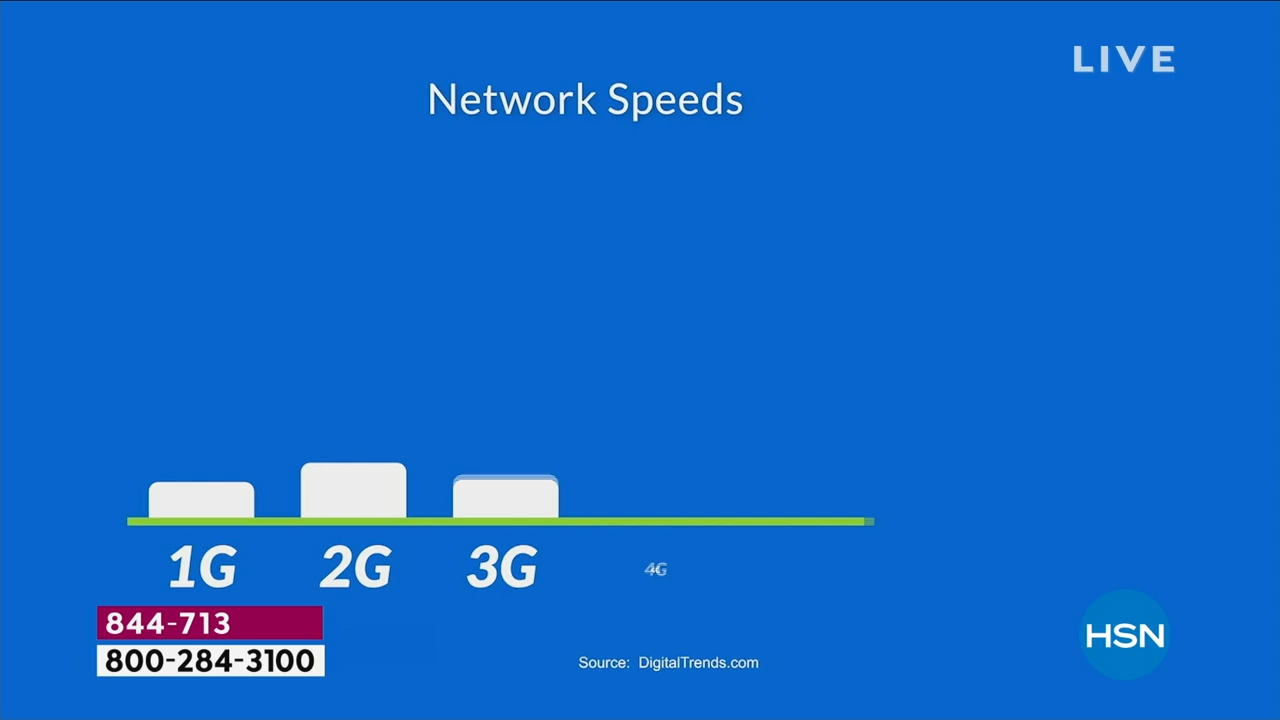 LIVE
Network Speeds
1G
2G
3G
4G
844-713
800-284-3100
HSN
Source: DigitalTrends.com